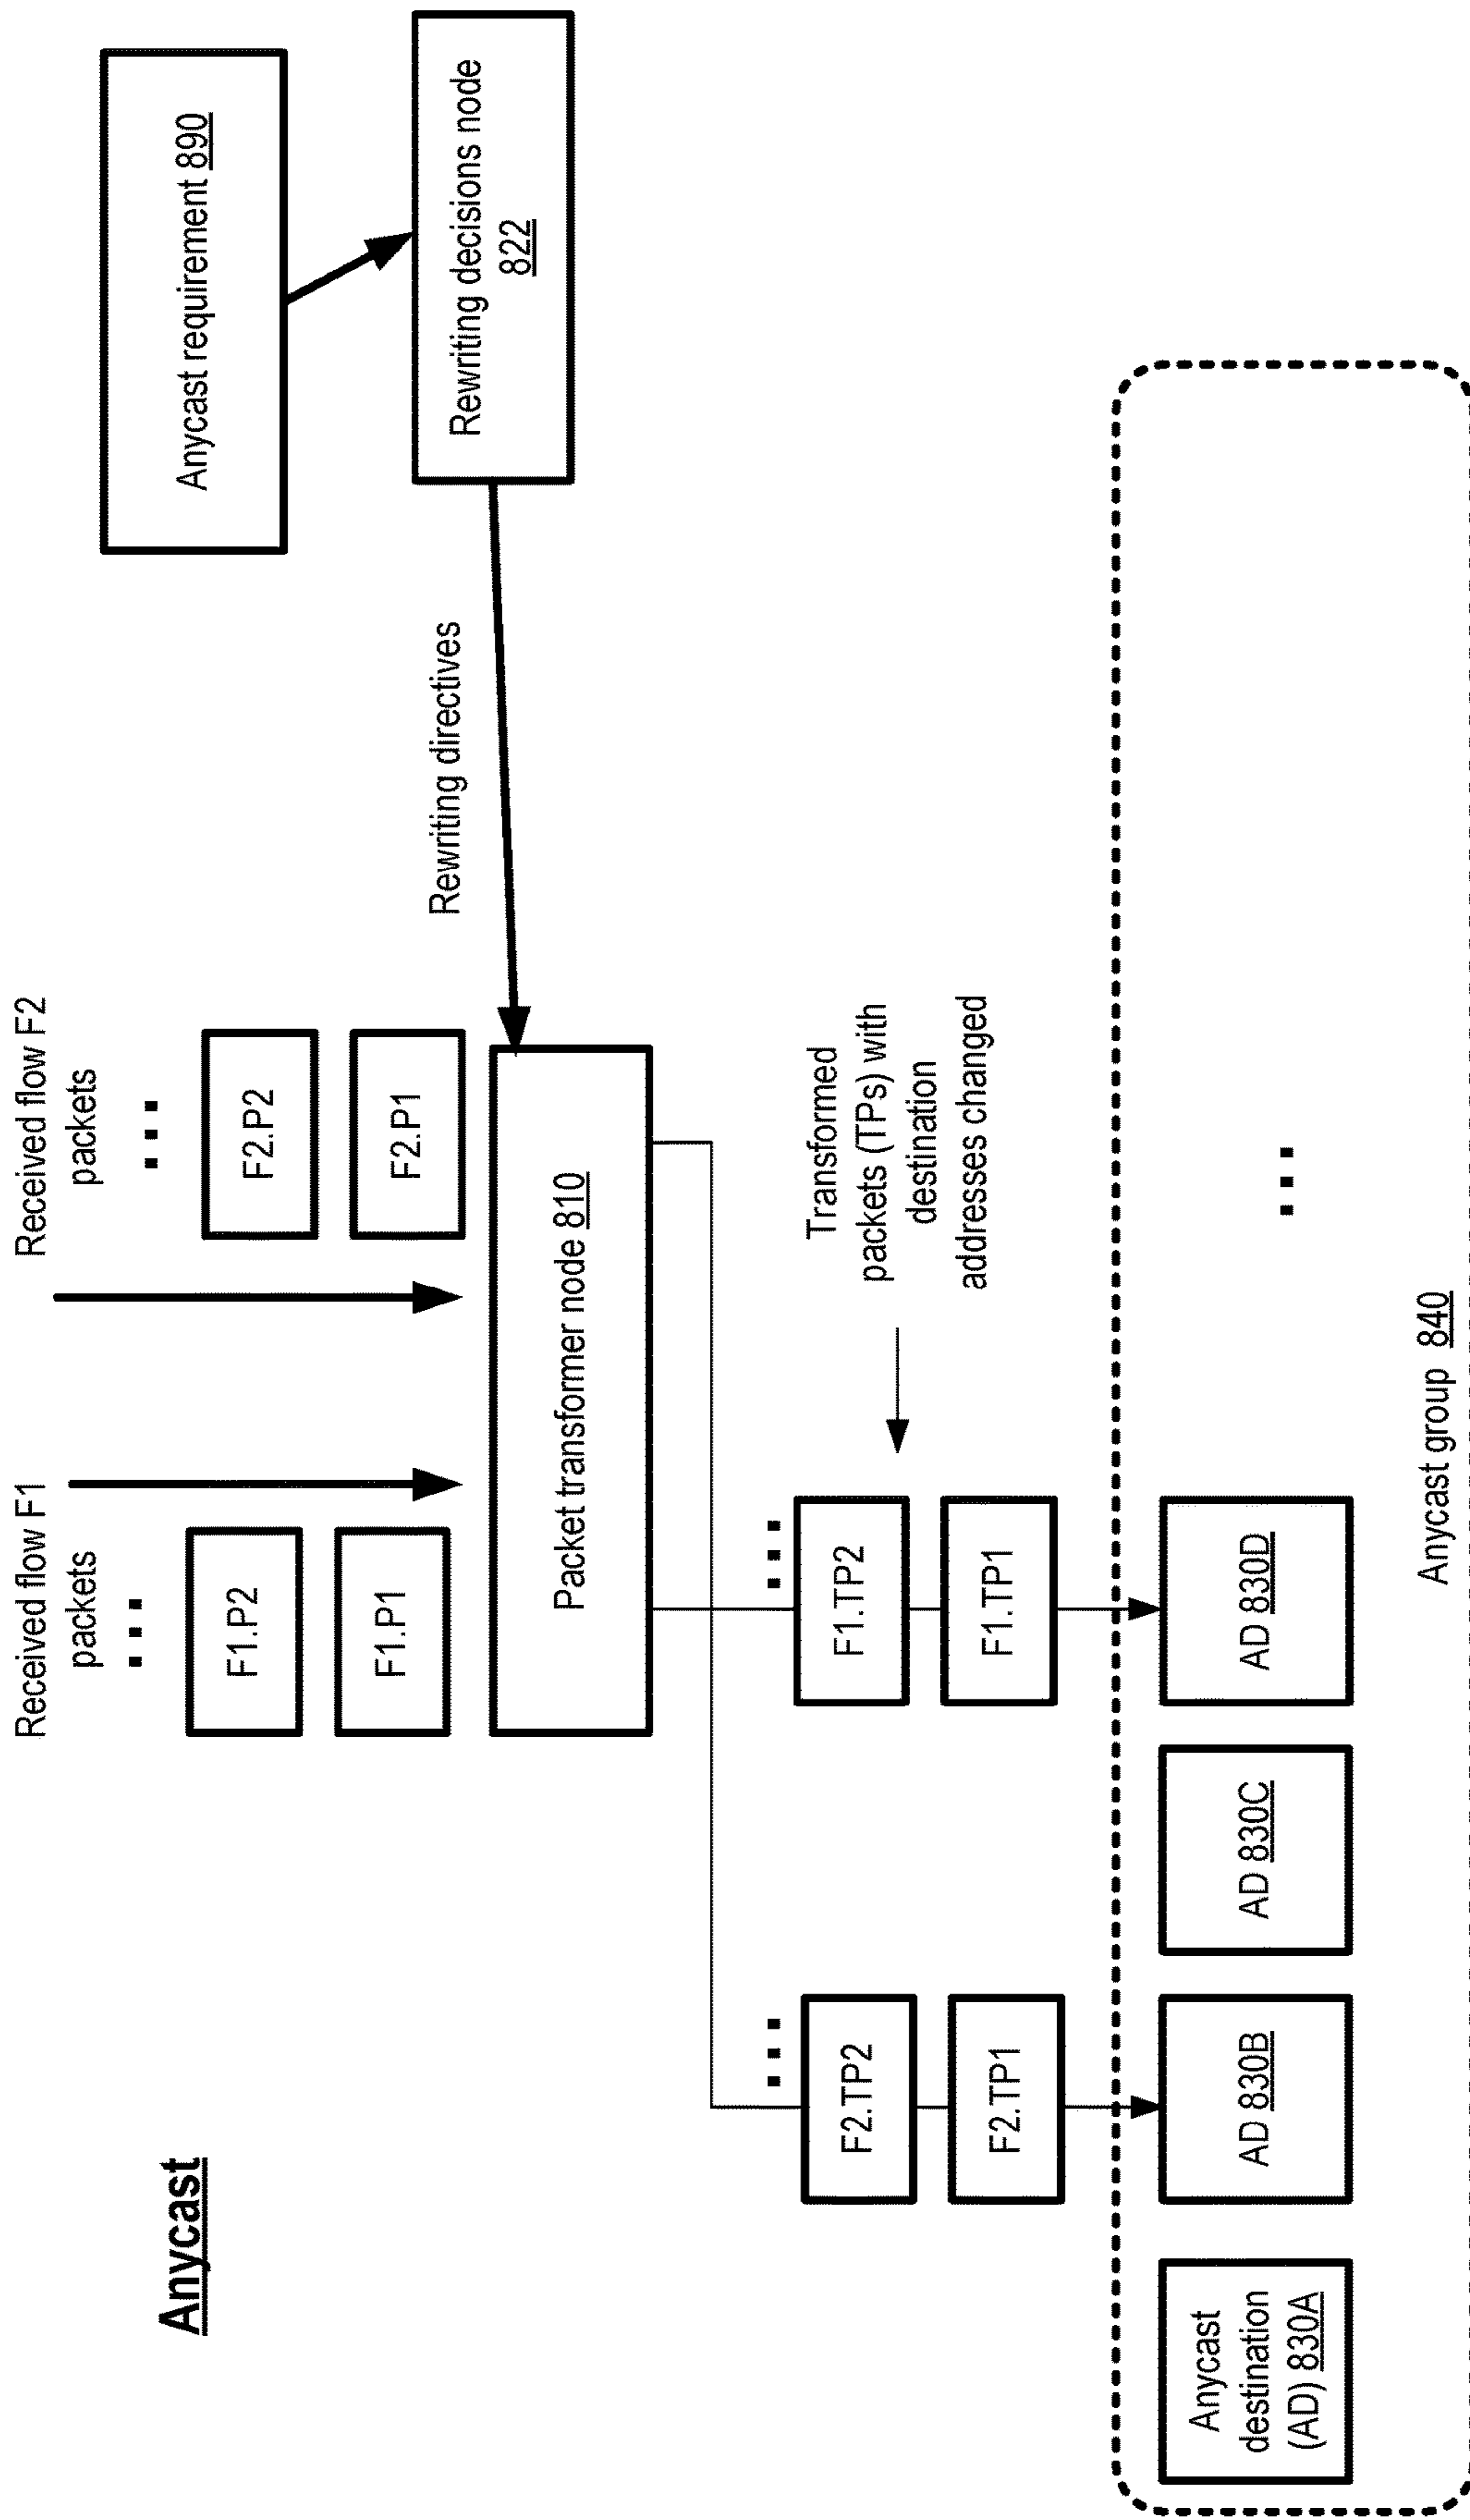 Anycast
Received flow F1
packets
Received flow F2
packets
Anycast requirement 890
F1.P2
F2.P2
F1.P1
F2.P1
Rewriting directives
Rewriting decisions node
822
Packet transformer node 810
F2.TP2
F1.TP2
Transformed
packets (TPs) with
destination
addresses changed
F2.TP1
F1.TP1
Anycast
destination
(AD) 830A
AD 830B
AD 830C
AD 830D
Anycast group 840